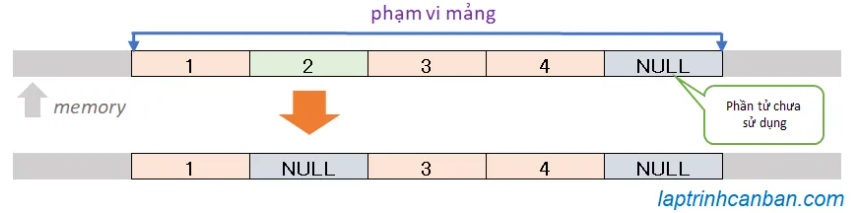 phạm vi mảng
1 2 3 4 NULL
memory
Phần tử chưa
sử dụng
1 NULL 3 4 NULL
laptrinhcanban.com